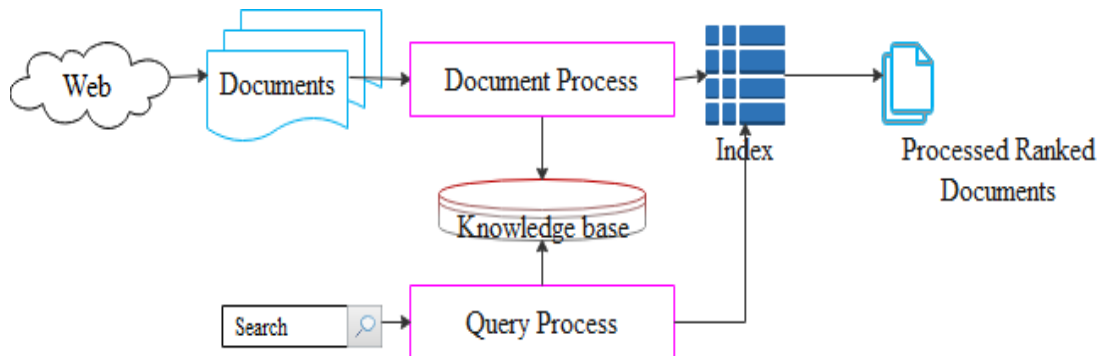 Web
Documents
Document Process
Index
Processed Ranked
Documents
Knowledge base
Search
Query Process